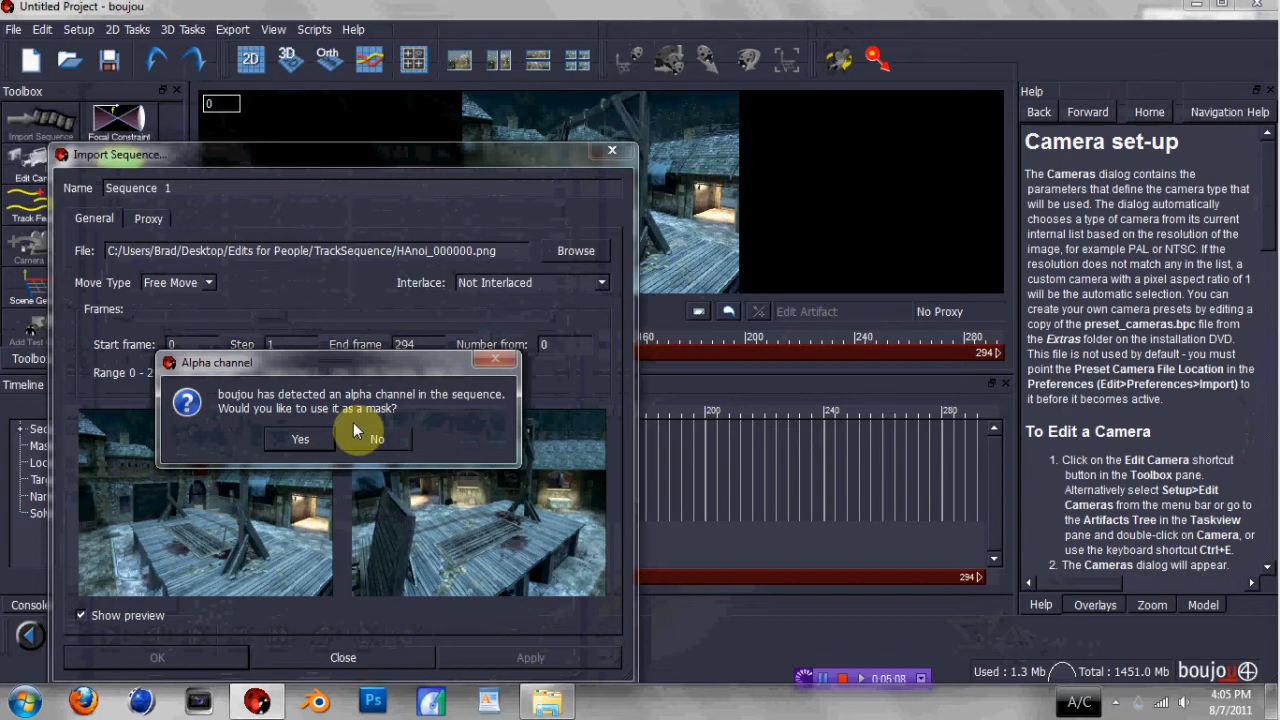 Untitled Project - boujou
File Edit Setup 2D Tasks 3D Tasks Export View Scripts Help
2D 3D Orth
Toolbox
Import Sequence Focal Constraint
0
Import Sequence...
Name Sequence 1
General Proxy
File: C:/Users/Brad/Desktop/Edits for People/TrackSequence/HAnoi_000000.png Browse
Move Type Free Move Interlace: Not Interlaced
Frames:
Start frame: 0 Step 1 End frame 294 Number from: 0
Alpha channel
boujou has detected an alpha channel in the sequence.
Would you like to use it as a mask?
Yes No
Show preview
OK Close Apply
Edit Artifact No Proxy
200 240 280
294
200 240 280
294
Timeline
Help
Back Forward Home Navigation Help
Camera set-up
The Cameras dialog contains the
parameters that define the camera type that
will be used. The dialog automatically
chooses a type of camera from its current
internal list based on the resolution of the
image, for example PAL or NTSC. If the
resolution does not match any in the list, a
custom camera with a pixel aspect ratio of 1
will be the automatic selection. You can
create your own camera presets by editing a
copy of the preset_cameras.bpc file from
the Extras folder on the installation DVD.
This file is not used by default - you must
point the Preset Camera File Location in the
Preferences (Edit>Preferences>Import) to
it before it becomes active.
To Edit a Camera
1. Click on the Edit Camera shortcut
button in the Toolbox pane.
Alternatively select Setup>Edit
Cameras from the menu bar or go to
the Artifacts Tree in the Taskview
pane and double-click on Camera, or
use the keyboard shortcut Ctrl+E.
2. The Cameras dialog will appear.
Help Overlays Zoom Model
Used : 1.3 Mb Total : 1451.0 Mb boujou 4
0:05:08
Ps
A/C
4:05 PM
8/7/2011